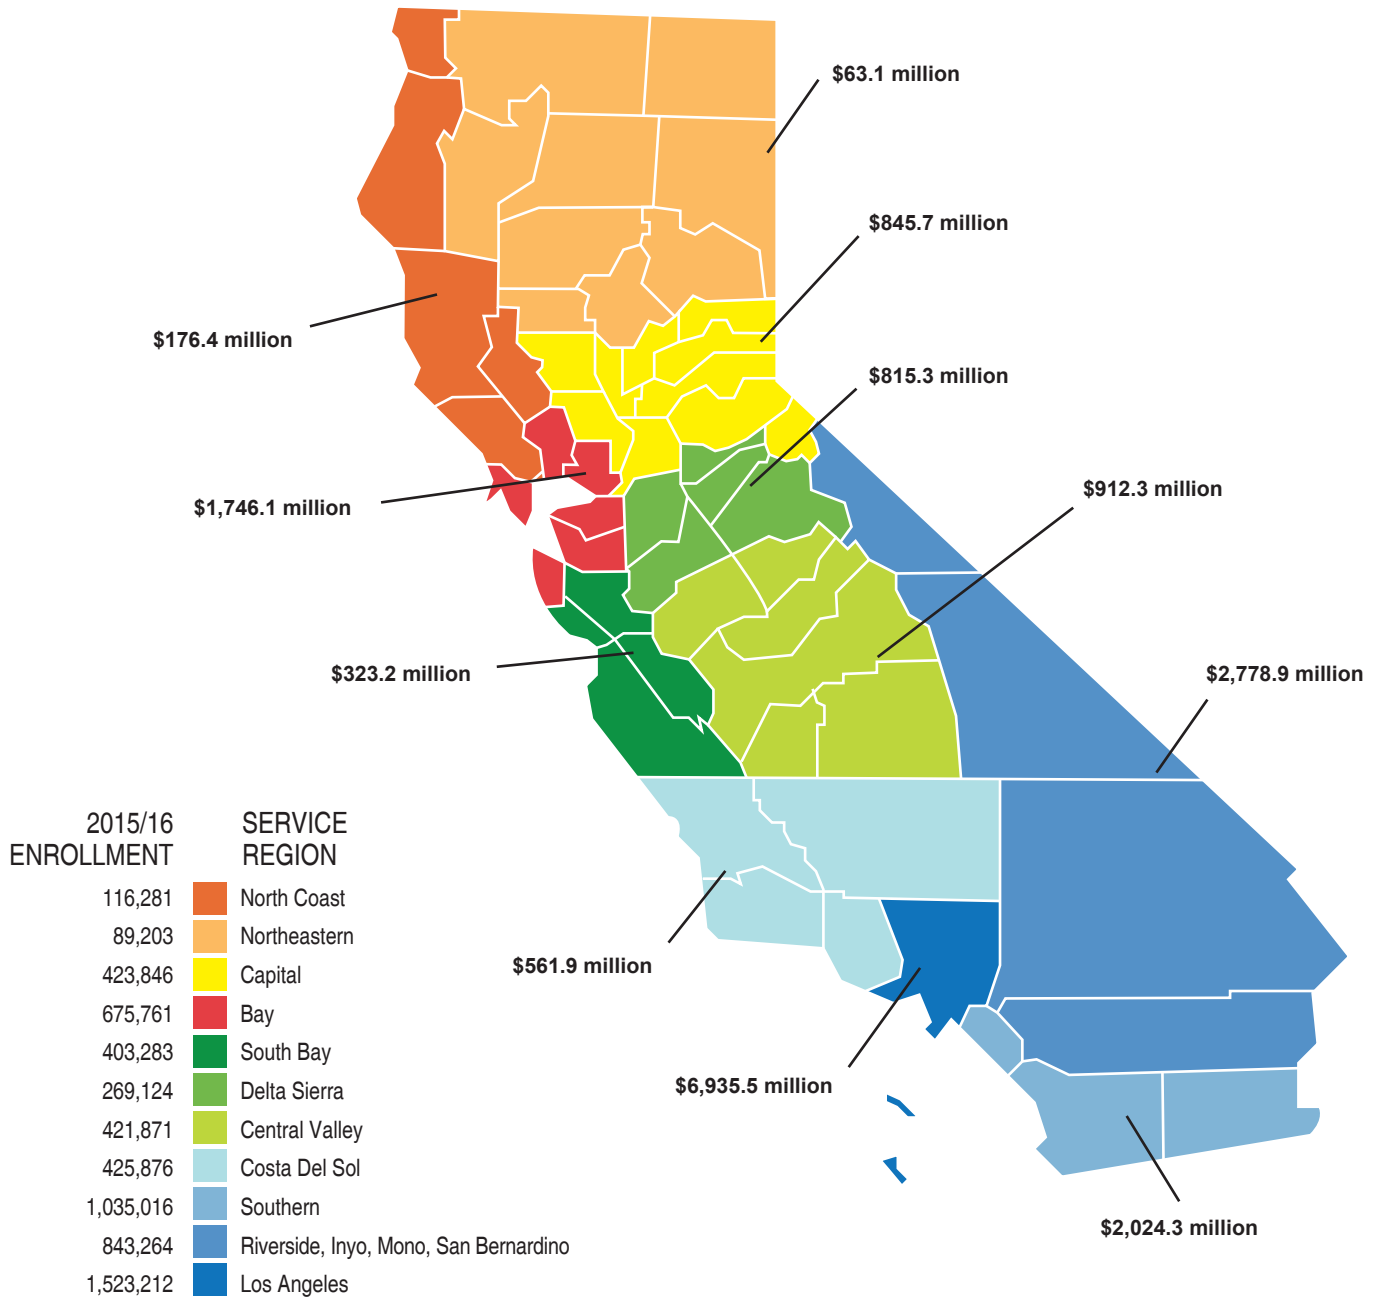 $63.1 million
$845.7 million
$176.4 million
$815.3 million
$1,746.1 million
$912.3 million
$323.2 million
$2,778.9 million
2015/16 SERVICE
ENROLLMENT REGION
116,281 North Coast
89,203 Northeastern
423,846 Capital
$561.9 million
675,761 Bay
403,283 South Bay
$6,935.5 million
269,124 Delta Sierra
421,871 Central Valley
425,876 Costa Del Sol
1,035,016 Southern
$2,024.3 million
843,264 Riverside, Inyo, Mono, San Bernardino
1,523,212 Los Angeles